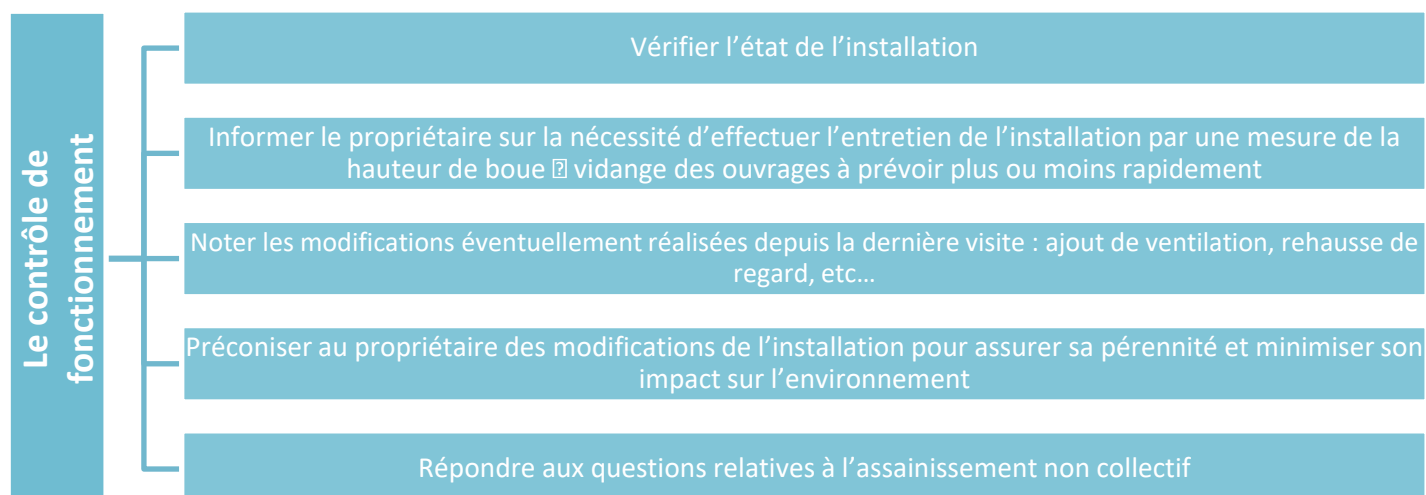 Le contrôle de
fonctionnement
Vérifier l’état de l’installation
Informer le propriétaire sur la nécessité d’effectuer l’entretien de l’installation par une mesure de la
hauteur de boue � vidange des ouvrages à prévoir plus ou moins rapidement
Noter les modifications éventuellement réalisées depuis la dernière visite : ajout de ventilation, rehausse de
regard, etc…
Préconiser au propriétaire des modifications de l’installation pour assurer sa pérennité et minimiser son
impact sur l’environnement
Répondre aux questions relatives à l’assainissement non collectif